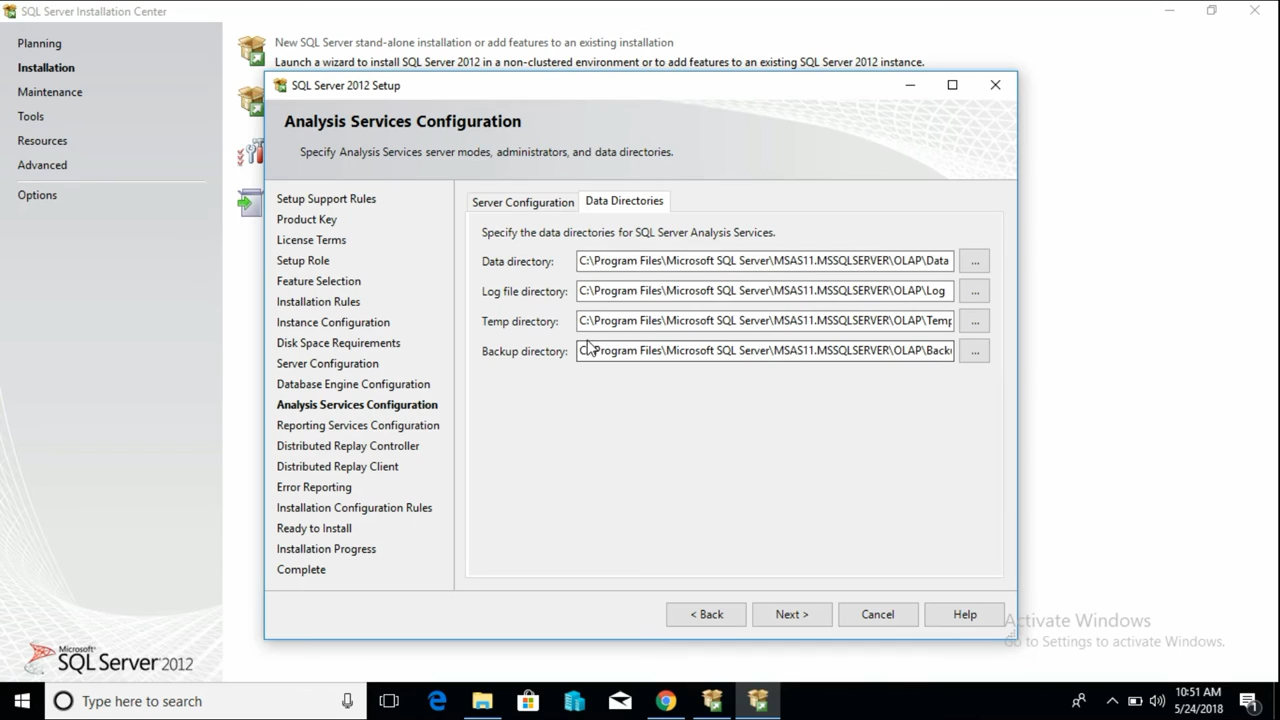 SQL Server Installation Center
Planning
Installation
Maintenance
Tools
Resources
Advanced
Options
Microsoft®
SQL Server 2012
New SQL Server stand-alone installation or add features to an existing installation
Launch a wizard to install SQL Server 2012 in a non-clustered environment or to add features to an existing SQL Server 2012 instance.
SQL Server 2012 Setup
Analysis Services Configuration
Specify Analysis Services server modes, administrators, and data directories.
Setup Support Rules
Product Key
License Terms
Setup Role
Feature Selection
Installation Rules
Instance Configuration
Disk Space Requirements
Server Configuration
Database Engine Configuration
Analysis Services Configuration
Reporting Services Configuration
Distributed Replay Controller
Distributed Replay Client
Error Reporting
Installation Configuration Rules
Ready to Install
Installation Progress
Complete
Server Configuration Data Directories
Specify the data directories for SQL Server Analysis Services.
Data directory: C:\Program Files\Microsoft SQL Server\MSAS11.MSSQLSERVER\OLAP\Data ...
Log file directory: C:\Program Files\Microsoft SQL Server\MSAS11.MSSQLSERVER\OLAP\Log ...
Temp directory: C:\Program Files\Microsoft SQL Server\MSAS11.MSSQLSERVER\OLAP\Temp ...
Backup directory: C:\Program Files\Microsoft SQL Server\MSAS11.MSSQLSERVER\OLAP\Backu ...
< Back Next > Cancel Help
Activate Windows
Go to Settings to activate Windows.
Type here to search
10:51 AM
5/24/2018
1